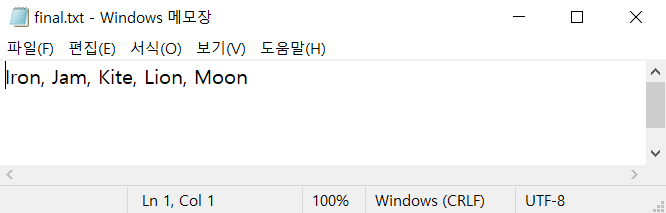 final.txt - Windows 메모장
파일(F) 편집(E) 서식(O) 보기(V) 도움말(H)
Iron, Jam, Kite, Lion, Moon
Ln 1, Col 1 100% Windows (CRLF) UTF-8